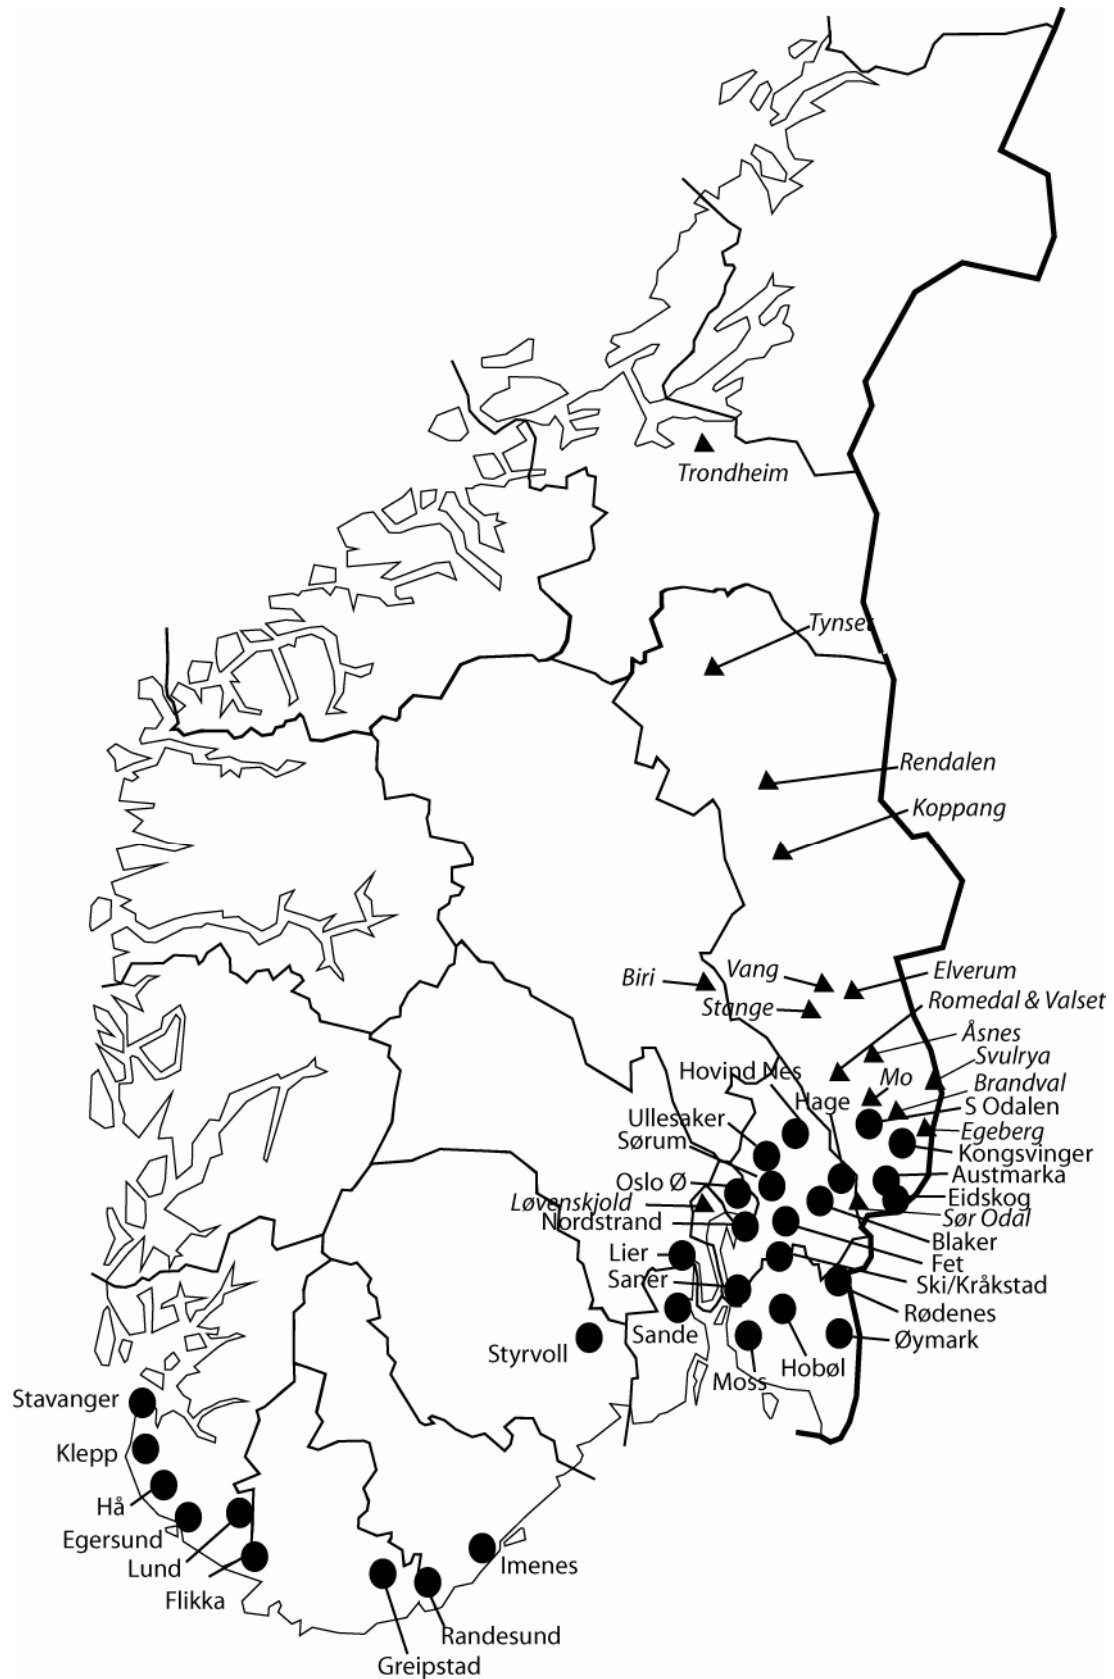 Trondheim
Tynset
Rendalen
Koppang
Biri
Vang
Elverum
Stange
Romedal & Valset
Åsnes
Svulrya
Hovind Nes
Mo
Brandval
Hage
S Odalen
Ullesaker
Egeberg
Sørum
Kongsvinger
Austmarka
Oslo Ø
Eidskog
Løvenskjold
Sør Odal
Nordstrand
Blaker
Lier
Fet
Saner
Ski/Kråkstad
Rødenes
Sande
Øymark
Styrvoll
Hobøl
Moss
Stavanger
Klepp
Hå
Egersund
Lund
Imenes
Flikka
Randesund
Greipstad